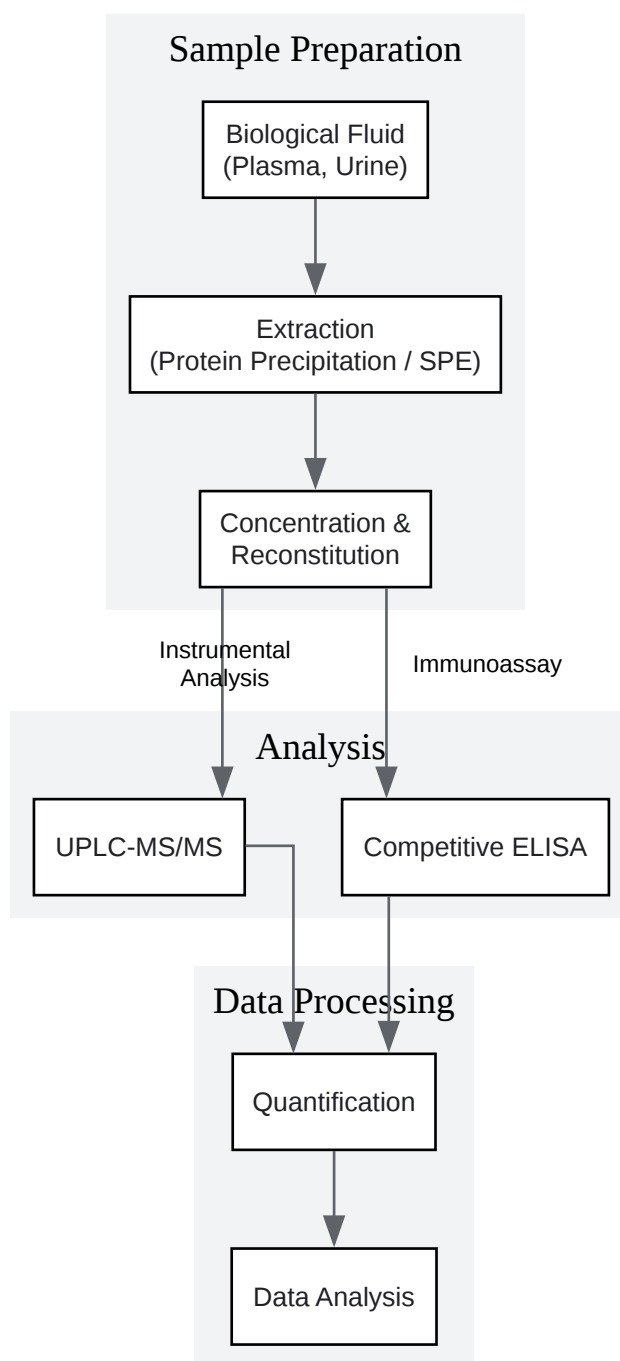 Sample Preparation
Biological Fluid
(Plasma, Urine)
Extraction
(Protein Precipitation / SPE)
Concentration &
Reconstitution
Instrumental
Analysis
Immunoassay
Analysis
UPLC-MS/MS
Competitive ELISA
Data Processing
Quantification
Data Analysis